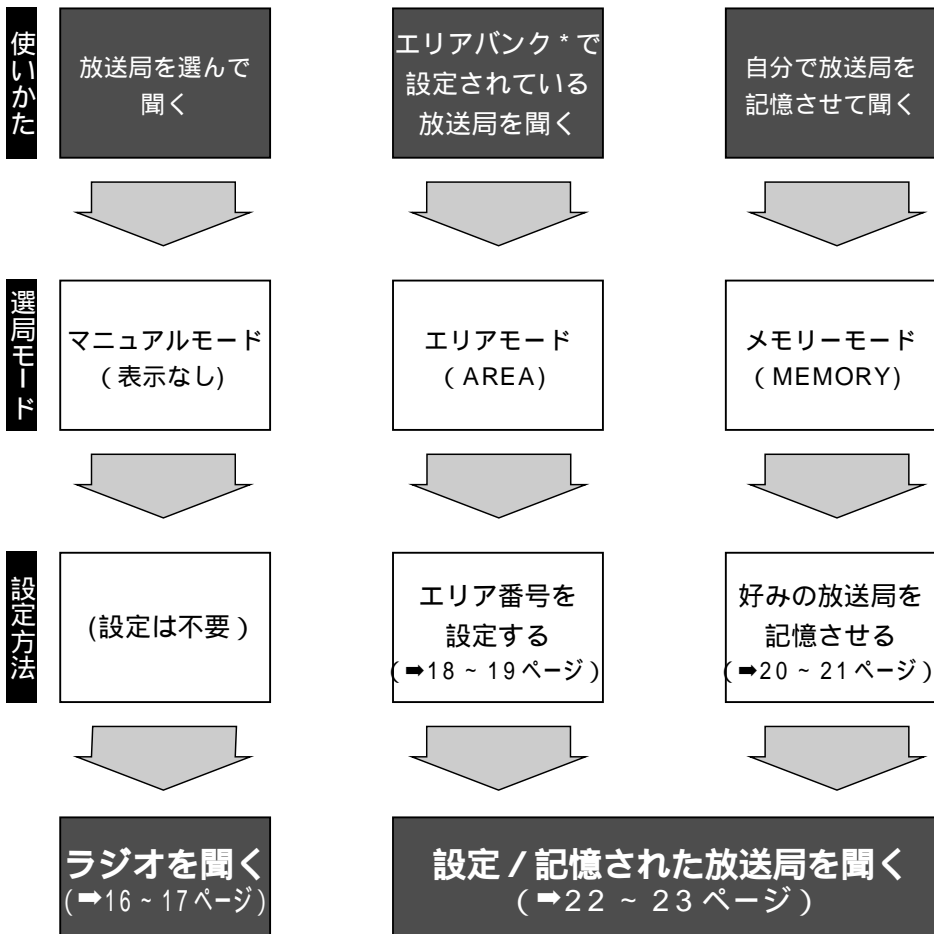 使いかた
放送局を選んで
聞く
エリアバンク*で
設定されている
放送局を聞く
自分で放送局を
記憶させて聞く
選局モード
マニュアルモード
(表示なし)
エリアモード
(AREA)
メモリーモード
(MEMORY)
設定方法
(設定は不要)
エリア番号を
設定する
(➡18~19ページ)
好みの放送局を
記憶させる
(➡20~21ページ)
ラジオを聞く
(➡16~17ページ)
設定/記憶された放送局を聞く
(➡22~23ページ)